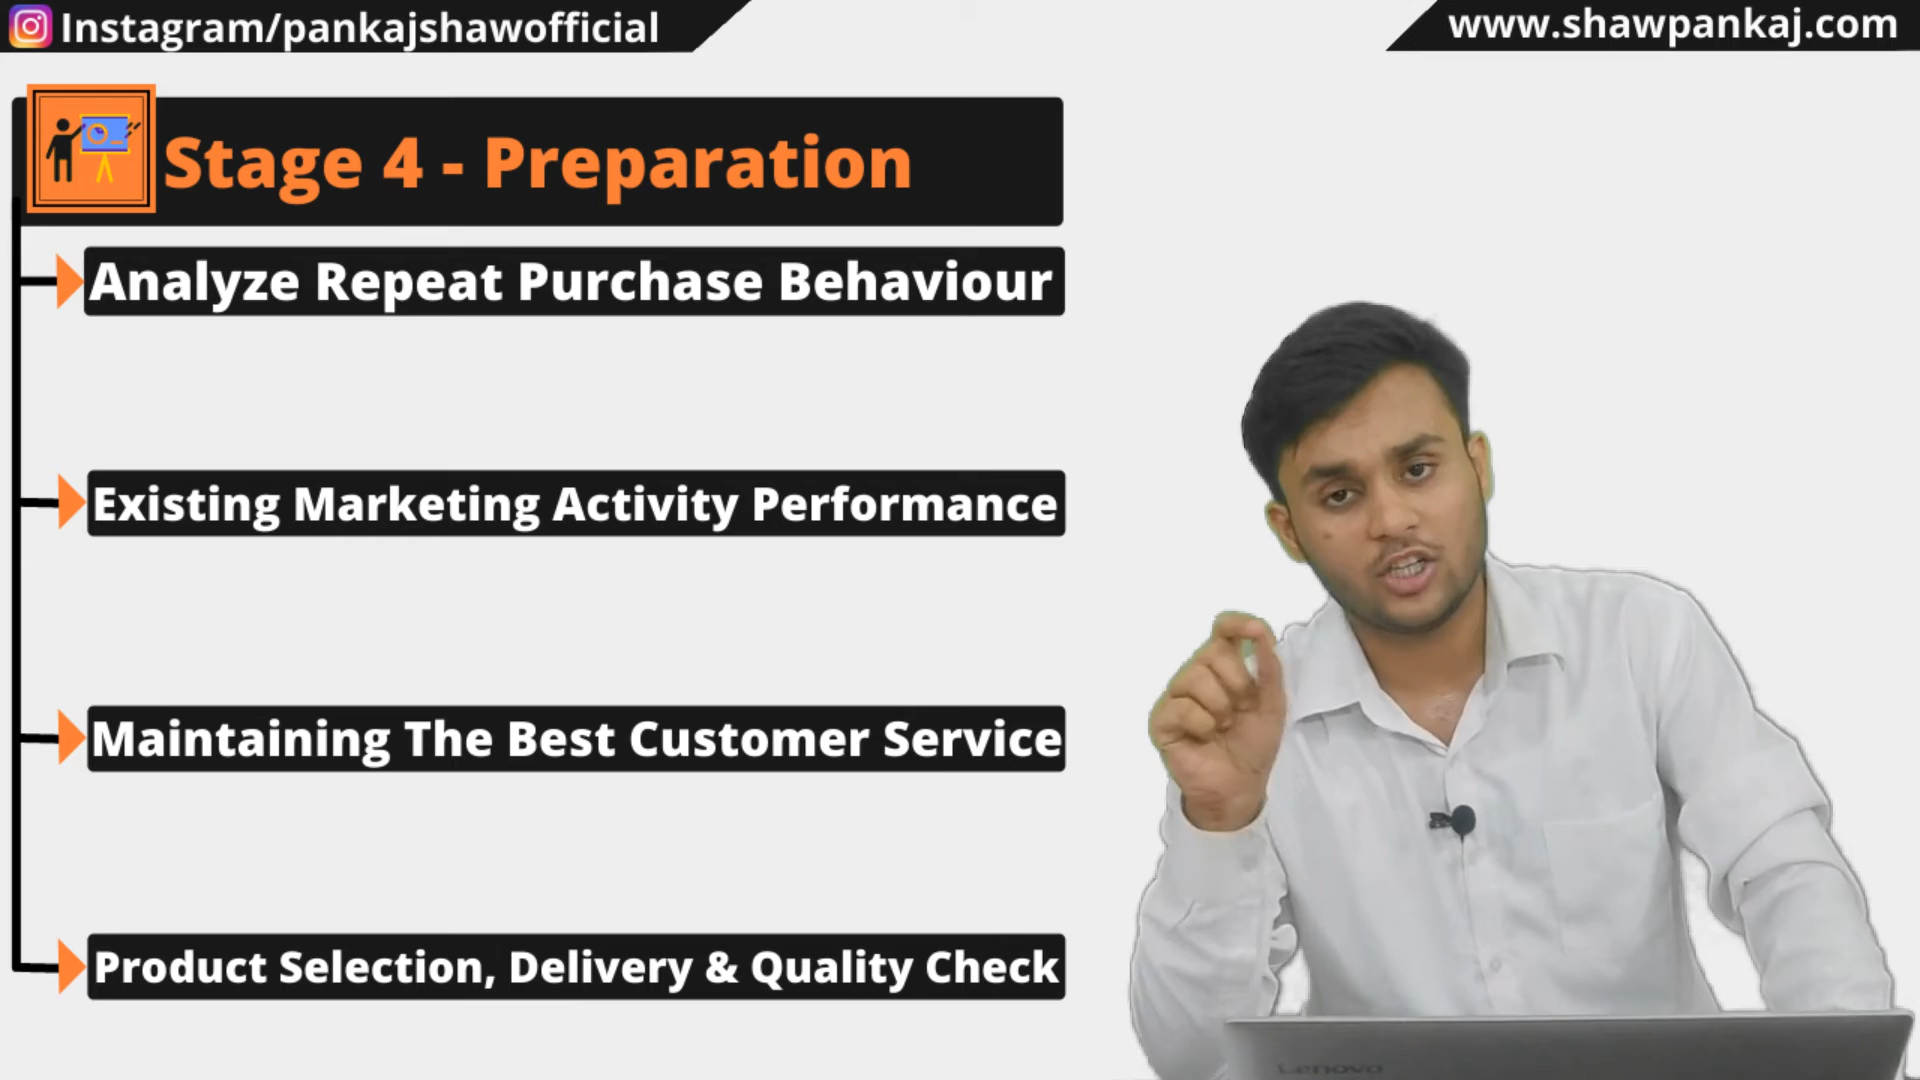 Instagram/pankajshawofficial
www.shawpankaj.com
Stage 4 - Preparation
Analyze Repeat Purchase Behaviour
Existing Marketing Activity Performance
Maintaining The Best Customer Service
Product Selection, Delivery & Quality Check
Lenovo